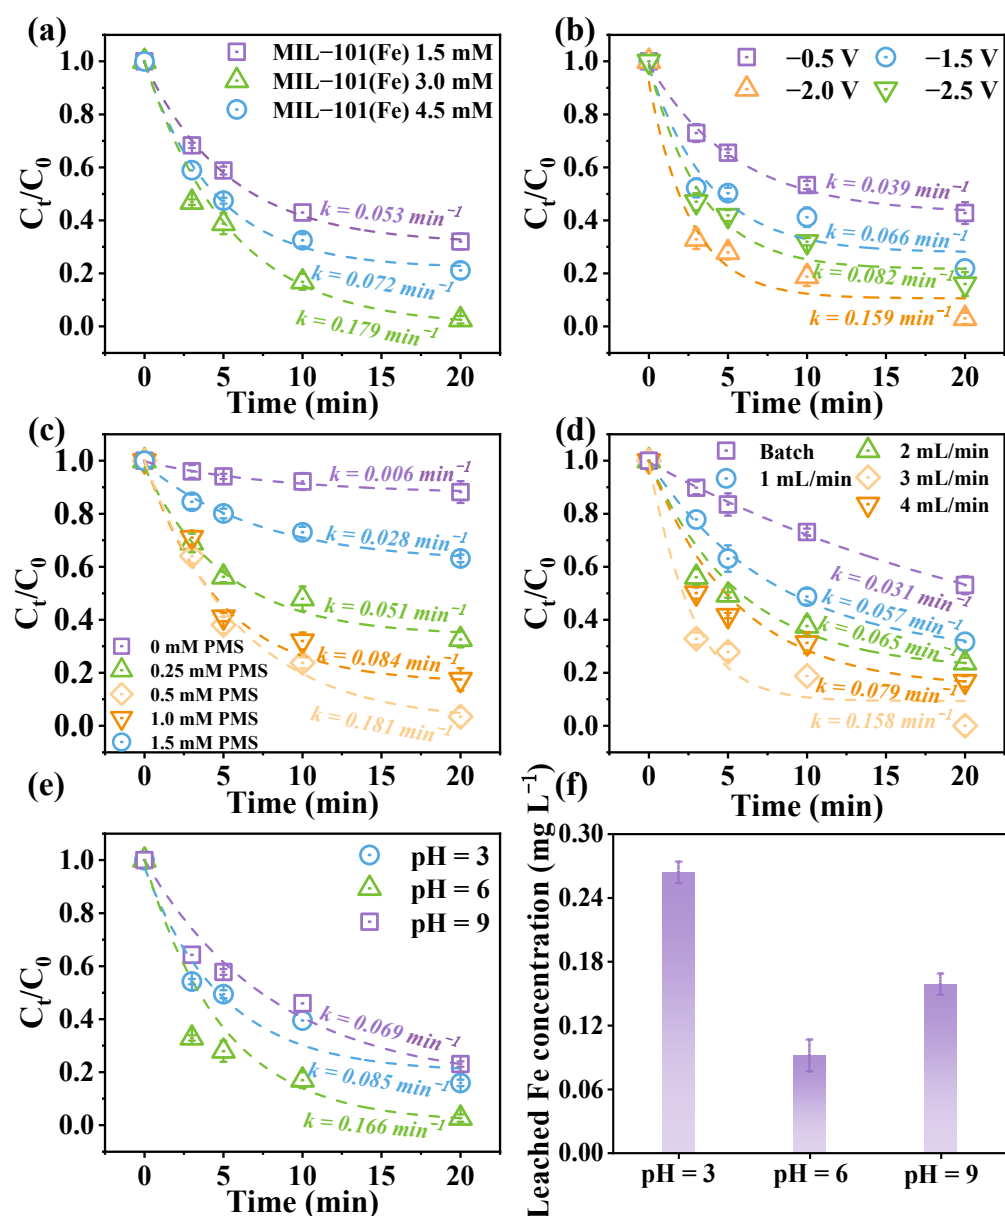 (a)
MIL−101(Fe) 1.5 mM
MIL−101(Fe) 3.0 mM
MIL−101(Fe) 4.5 mM
1.0
0.8
0.6
0.4
0.2
0.0
C_t/C_0
k = 0.053 min⁻¹
k = 0.072 min⁻¹
k = 0.179 min⁻¹
0 5 10 15 20
Time (min)
(b)
−0.5 V −1.5 V
−2.0 V −2.5 V
1.0
0.8
0.6
0.4
0.2
0.0
C_t/C_0
k = 0.039 min⁻¹
k = 0.066 min⁻¹
k = 0.082 min⁻¹
k = 0.159 min⁻¹
0 5 10 15 20
Time (min)
(c)
1.0
0.8
0.6
0.4
0.2
0.0
C_t/C_0
k = 0.006 min⁻¹
k = 0.028 min⁻¹
k = 0.051 min⁻¹
k = 0.084 min⁻¹
k = 0.181 min⁻¹
0 mM PMS
0.25 mM PMS
0.5 mM PMS
1.0 mM PMS
1.5 mM PMS
0 5 10 15 20
Time (min)
(d)
Batch 2 mL/min
1 mL/min 3 mL/min
4 mL/min
1.0
0.8
0.6
0.4
0.2
0.0
C_t/C_0
k = 0.031 min⁻¹
k = 0.057 min⁻¹
k = 0.065 min⁻¹
k = 0.079 min⁻¹
k = 0.158 min⁻¹
0 5 10 15 20
Time (min)
(e)
pH = 3
pH = 6
pH = 9
1.0
0.8
0.6
0.4
0.2
0.0
C_t/C_0
k = 0.069 min⁻¹
k = 0.085 min⁻¹
k = 0.166 min⁻¹
0 5 10 15 20
Time (min)
(f)
Leached Fe concentration (mg L⁻¹)
0.30
0.24
0.18
0.12
0.06
0.00
pH = 3 pH = 6 pH = 9